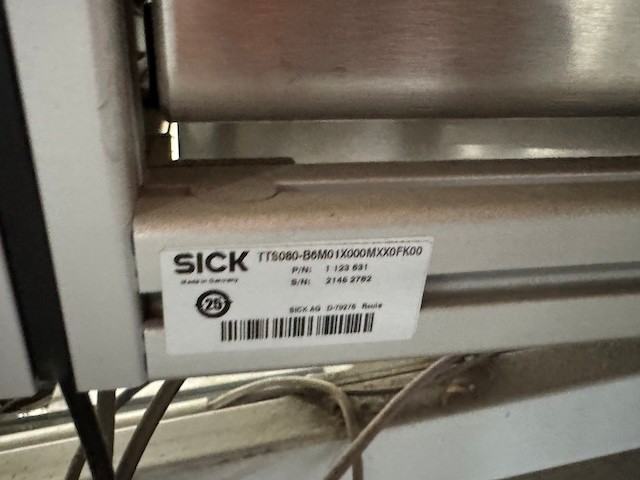 SICK
TTS080-B6M01X000MXX0FK00
Made in Germany
P/N: 1 123 631
S/N: 2146 2782
25
SICK AG D-79276 Reute